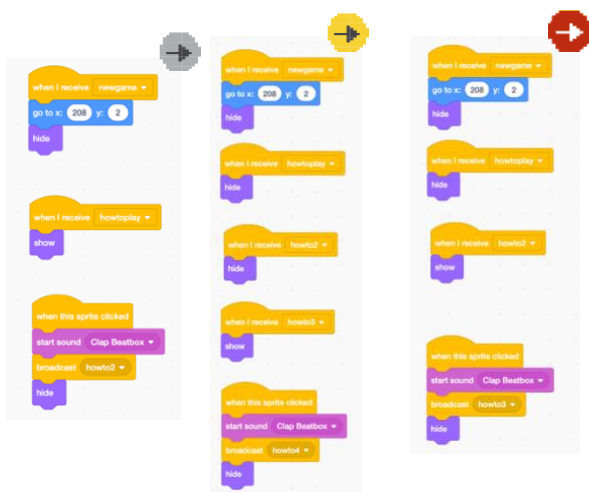 when I receive newgame
go to x: 208 y: 2
hide
when I receive howtoplay
show
when this sprite clicked
start sound Clap Beatbox
broadcast howto2
hide
when I receive newgame
go to x: 208 y: 2
hide
when I receive howtoplay
hide
when I receive howto2
hide
when I receive howto3
show
when this sprite clicked
start sound Clap Beatbox
broadcast howto4
hide
when I receive newgame
go to x: 208 y: 2
hide
when I receive howtoplay
hide
when I receive howto2
show
when this sprite clicked
start sound Clap Beatbox
broadcast howto3
hide